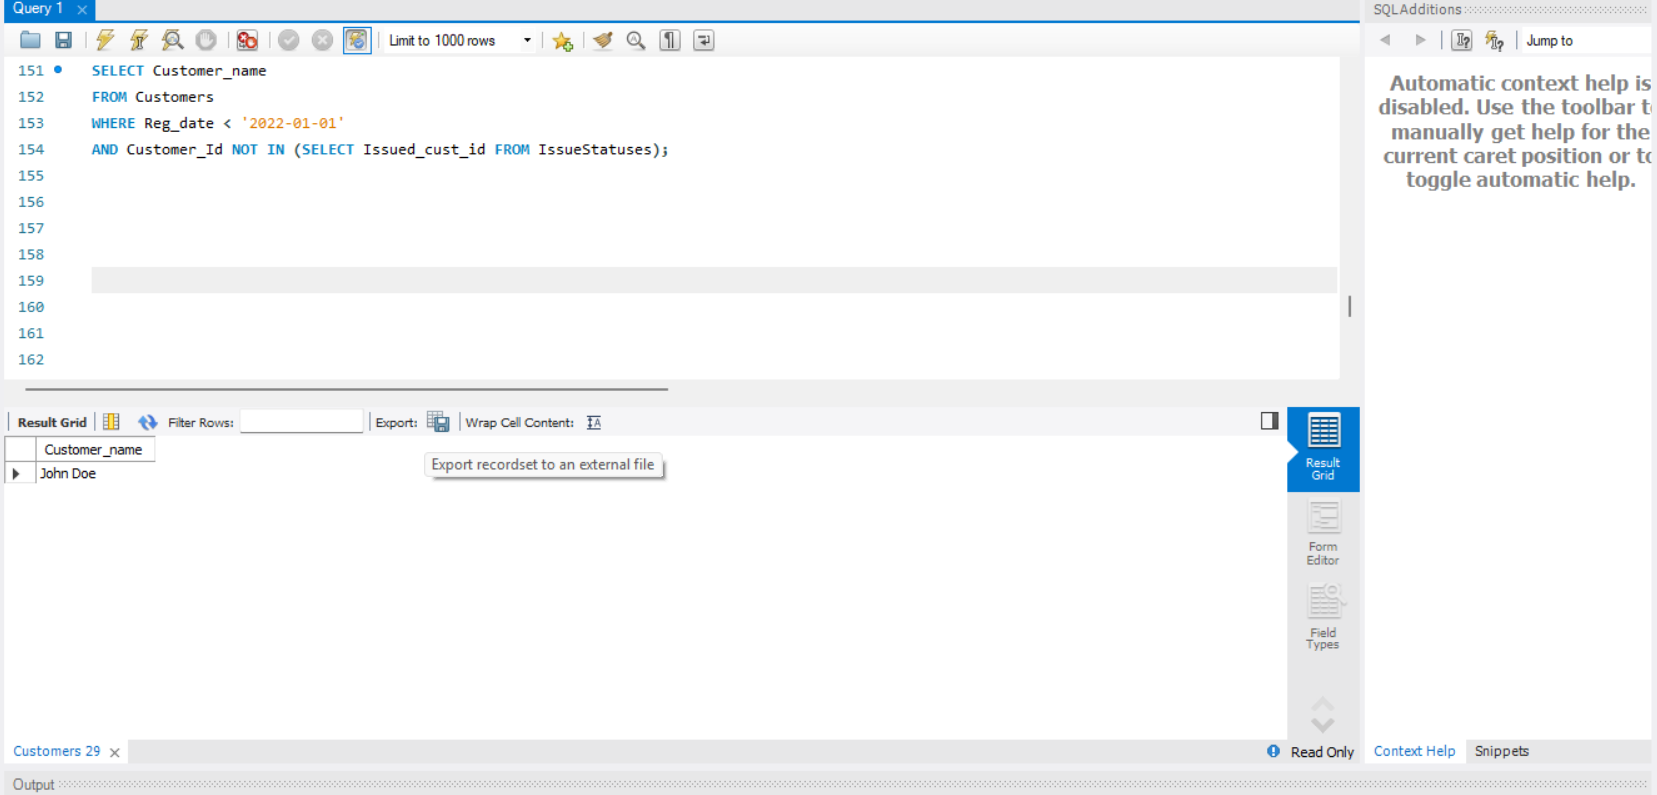 Query 1
SQLAdditions
Limit to 1000 rows
Jump to
151 SELECT Customer_name
152 FROM Customers
153 WHERE Reg_date < '2022-01-01'
154 AND Customer_Id NOT IN (SELECT Issued_cust_id FROM IssueStatuses);
155
156
157
158
159
160
161
162
Automatic context help is
disabled. Use the toolbar t
manually get help for the
current caret position or to
toggle automatic help.
Result Grid Filter Rows: Export: Wrap Cell Content:
Customer_name
John Doe
Export recordset to an external file
Result
Grid
Form
Editor
Field
Types
Customers 29
Read Only
Context Help Snippets
Output